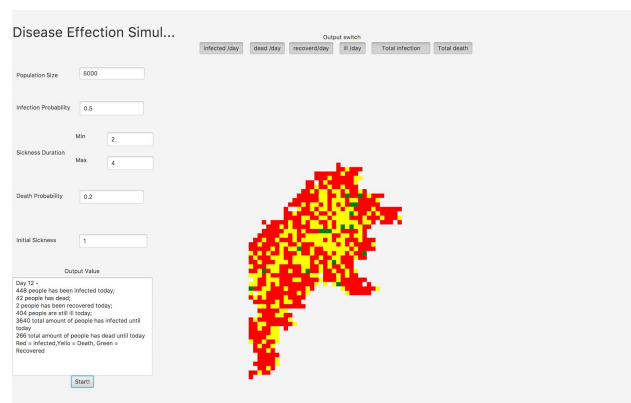 Disease Effection Simul...
Output switch
infected /day
dead /day
recoverd/day
ill /day
Total infection
Total death
Population Size
5000
Infection Probability
0.5
Min
2
Sickness Duration
Max
4
Death Probability
0.2
Initial Sickness
1
Output Value
Day 12 -
448 people has been infected today;
42 people has dead;
2 people has been recovered today;
404 people are still ill today;
3640 total amount of people has infected until
today
266 total amount of people has dead until today
Red = Infected,Yello = Death, Green =
Recovered
Start!